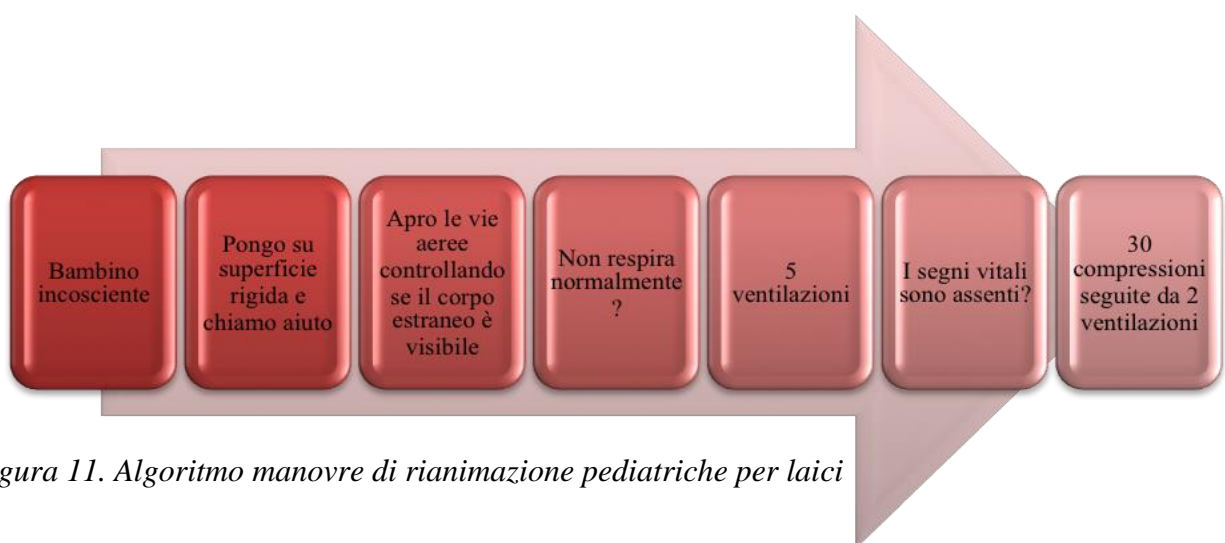 Bambino
incosciente
Pongo su
superficie
rigida e
chiamo aiuto
Apro le vie
aeree
controllando
se il corpo
estraneo è
visibile
Non respira
normalmente
?
5
ventilazioni
I segni vitali
sono assenti?
30
compressioni
seguite da 2
ventilazioni
gura 11. Algoritmo manovre di rianimazione pediatriche per laici